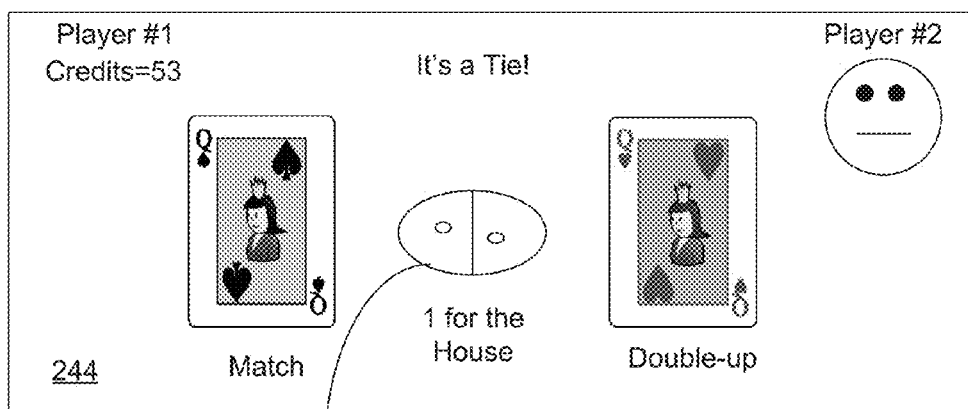 Player #1
Credits=53
It's a Tie!
Player #2
Q
Q
1 for the
House
Q
Q
Match
Double-up
244